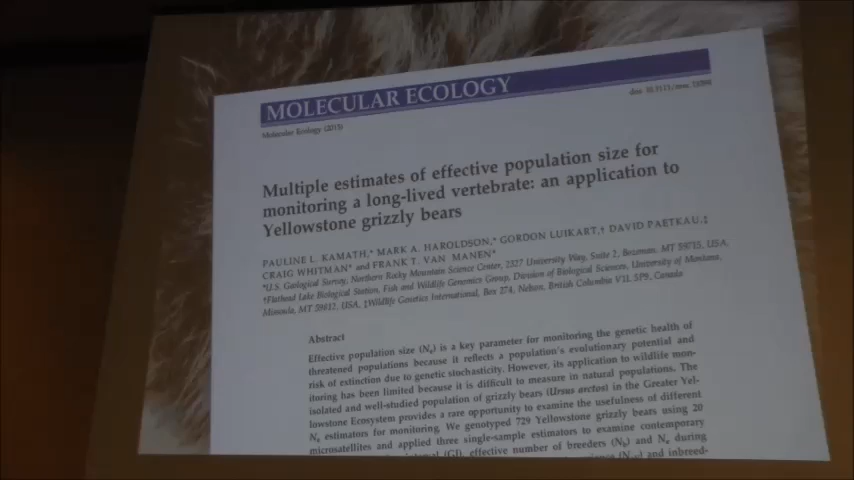 MOLECULAR ECOLOGY
Molecular Ecology (2015)
Multiple estimates of effective population size for
monitoring a long-lived vertebrate: an application to
Yellowstone grizzly bears
PAULINE L. KAMATH,* MARK A. HAROLDSON,* GORDON LUIKART,† DAVID PAETKAU,‡
CRAIG WHITMAN* and FRANK T. VAN MANEN*
*U.S. Geological Survey, Northern Rocky Mountain Science Center, 2327 University Way, Suite 2, Bozeman, MT 59715, USA,
†Flathead Lake Biological Station, Fish and Wildlife Genomics Group, Division of Biological Sciences, University of Montana,
Missoula, MT 59812, USA, ‡Wildlife Genetics International, Box 274, Nelson, British Columbia V1L 5P9, Canada
Abstract
Effective population size (Ne) is a key parameter for monitoring the genetic health of
threatened populations because it reflects a population's evolutionary potential and
risk of extinction due to genetic stochasticity. However, its application to wildlife mon-
itoring has been limited because it is difficult to measure in natural populations. The
isolated and well-studied population of grizzly bears (Ursus arctos) in the Greater Yel-
lowstone Ecosystem provides a rare opportunity to examine the usefulness of different
Ne estimators for monitoring. We genotyped 729 Yellowstone grizzly bears using 20
microsatellites and applied three single-sample estimators to examine contemporary
(GI), effective number of breeders (Nb) and Ne during
and inbreed-